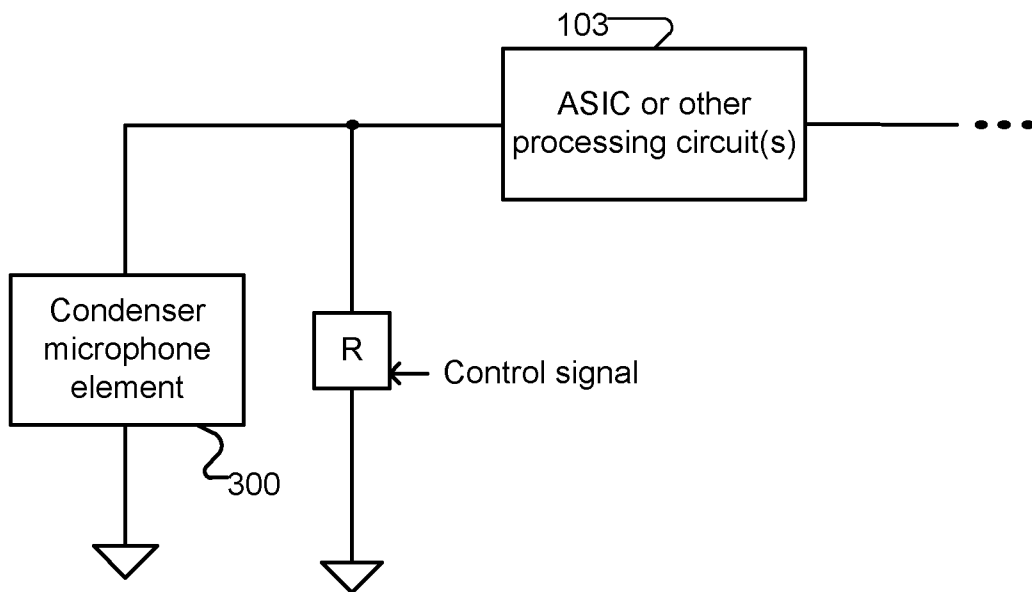 103
ASIC or other
processing circuit(s)
Condenser
microphone
element
R
Control signal
300